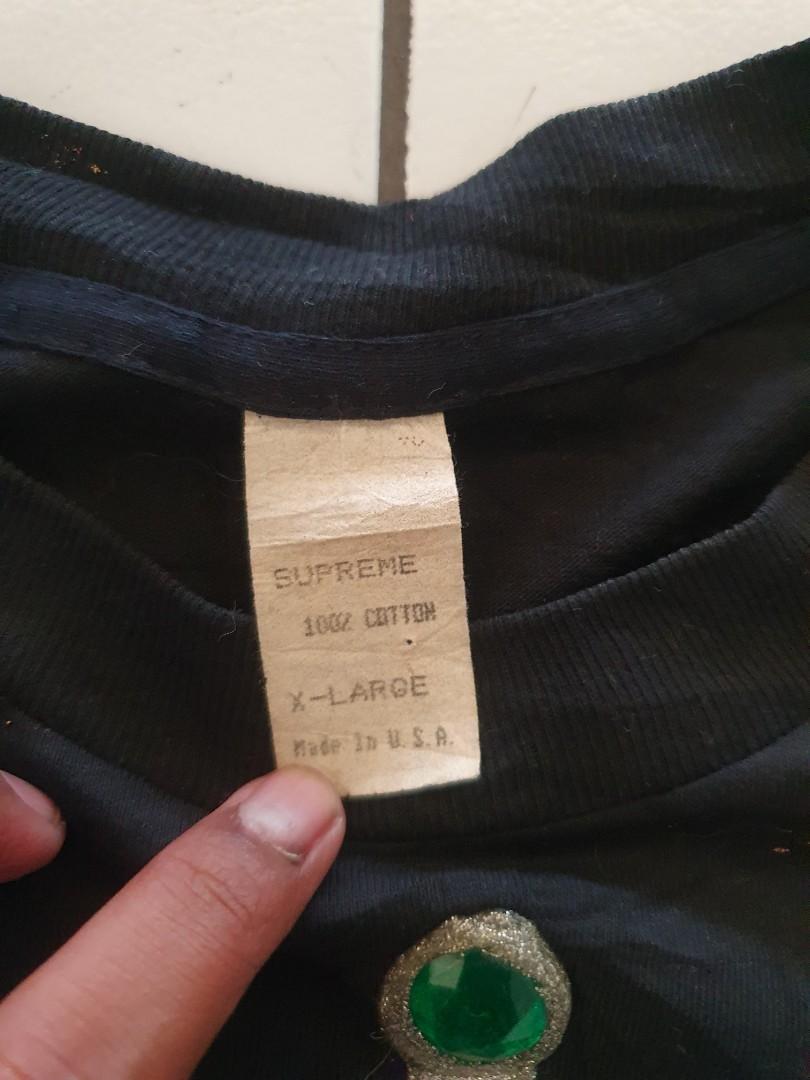 SUPREME
100% COTTON
X-LARGE
Made In U.S.A.